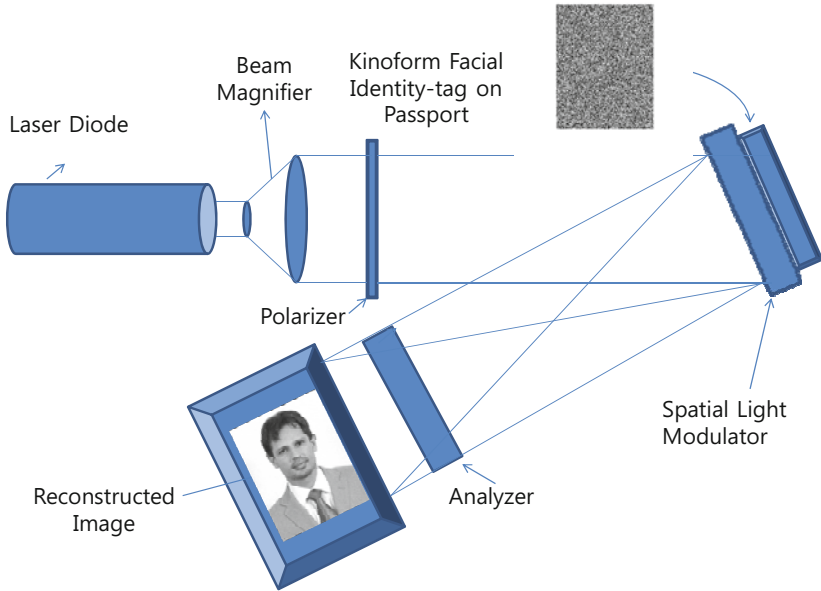 Beam
Magnifier
Kinoform Facial
Identity-tag on
Passport
Laser Diode
Polarizer
Spatial Light
Modulator
Analyzer
Reconstructed
Image